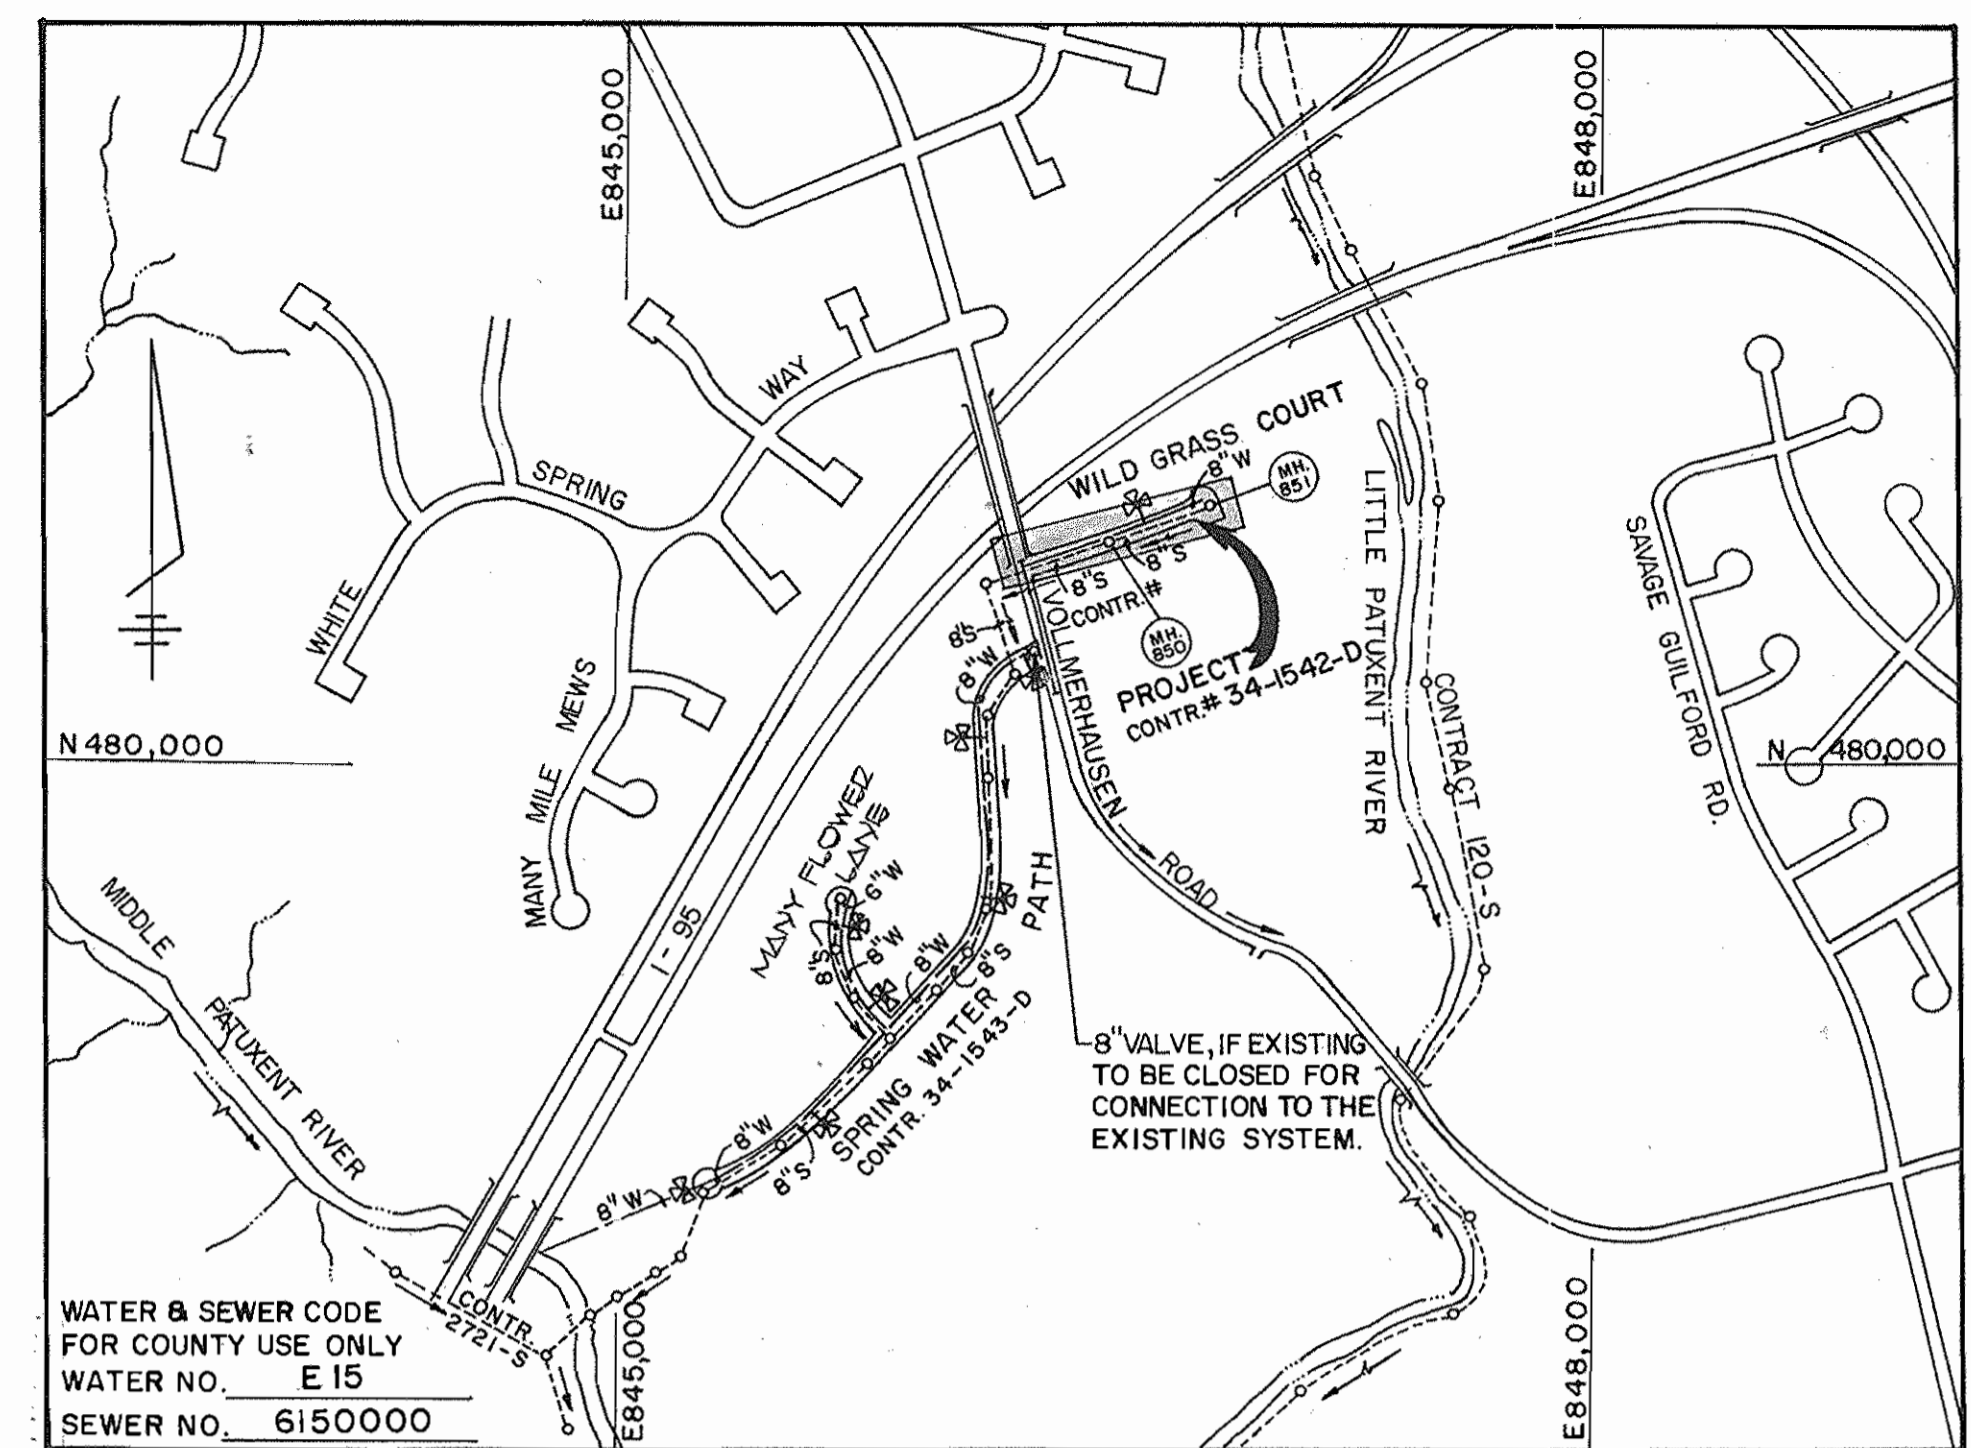 E845,000
E848,000
WAY
WILD GRASS COURT
8"W
MH.
851
SPRING
8"S
8"S
CONTR.#
MH.
850
WHITE
8"S
8"W
VOLLMERHAUSEN
PROJECT
CONTR.# 34-1542-D
LITTLE PATUXENT RIVER
SAVAGE GUILFORD RD.
CONTRACT 120-S
N 480,000
N 480,000
MANY MILE MEWS
MANY FLOWER
LANE
6"W
8"W
8"S
8"W
8"S
PATH
ROAD
I-95
MIDDLE
PATUXENT RIVER
SPRING WATER
CONTR. 34-1543-D
8" VALVE, IF EXISTING
TO BE CLOSED FOR
CONNECTION TO THE
EXISTING SYSTEM.
8"W
8"S
8"W
CONTR.
2721-S
WATER & SEWER CODE
FOR COUNTY USE ONLY
WATER NO. E15
SEWER NO. 6150000
E845,000
E848,000